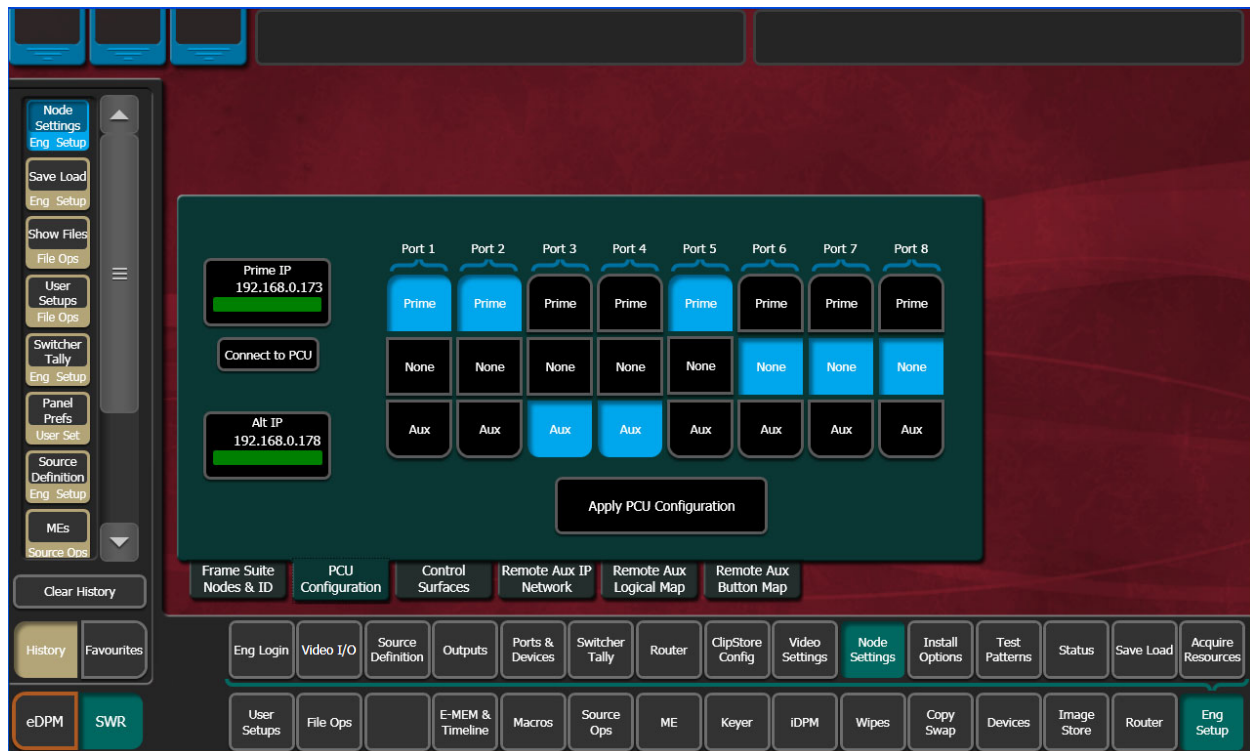 Node
Settings
Eng Setup
Save Load
Eng Setup
Show Files
File Ops
User
Setups
File Ops
Switcher
Tally
Eng Setup
Panel
Prefs
User Set
Source
Definition
Eng Setup
MEs
Source Ops
Clear History
History
Favourites
eDPM
SWR
Port 1
Port 2
Port 3
Port 4
Port 5
Port 6
Port 7
Port 8
Prime IP
192.168.0.173
Connect to PCU
Alt IP
192.168.0.178
Prime
Prime
Prime
Prime
Prime
Prime
Prime
Prime
None
None
None
None
None
None
None
None
Aux
Aux
Aux
Aux
Aux
Aux
Aux
Aux
Apply PCU Configuration
Frame Suite
Nodes & ID
PCU
Configuration
Control
Surfaces
Remote Aux IP
Network
Remote Aux
Logical Map
Remote Aux
Button Map
Eng Login
Video I/O
Source
Definition
Outputs
Ports &
Devices
Switcher
Tally
Router
ClipStore
Config
Video
Settings
Node
Settings
Install
Options
Test
Patterns
Status
Save Load
Acquire
Resources
User
Setups
File Ops
E-MEM &
Timeline
Macros
Source
Ops
ME
Keyer
iDPM
Wipes
Copy
Swap
Devices
Image
Store
Router
Eng
Setup